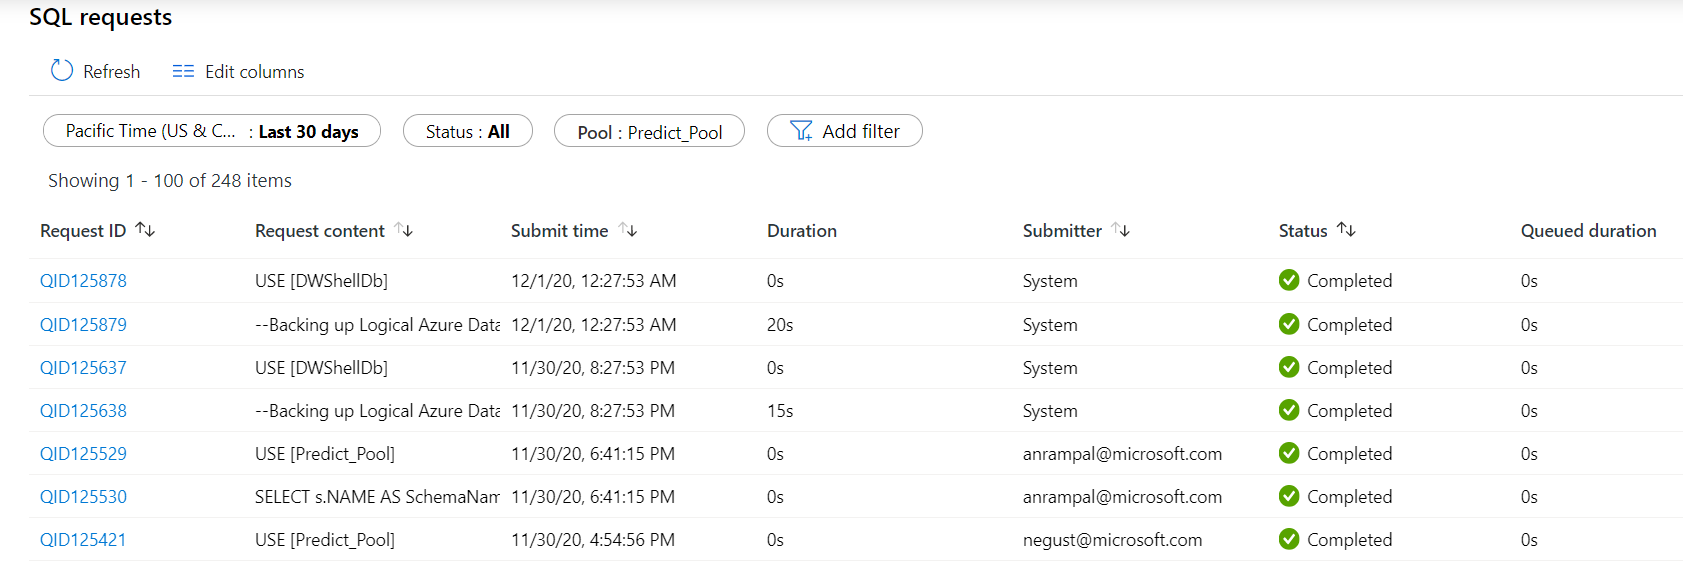 SQL requests
Refresh Edit columns
Pacific Time (US & C... : Last 30 days Status : All Pool : Predict_Pool Add filter
Showing 1 - 100 of 248 items
Request ID Request content Submit time Duration Submitter Status Queued duration
QID125878 USE [DWShellDb] 12/1/20, 12:27:53 AM 0s System Completed 0s
QID125879 --Backing up Logical Azure Data 12/1/20, 12:27:53 AM 20s System Completed 0s
QID125637 USE [DWShellDb] 11/30/20, 8:27:53 PM 0s System Completed 0s
QID125638 --Backing up Logical Azure Data 11/30/20, 8:27:53 PM 15s System Completed 0s
QID125529 USE [Predict_Pool] 11/30/20, 6:41:15 PM 0s anrampal@microsoft.com Completed 0s
QID125530 SELECT s.NAME AS SchemaNam 11/30/20, 6:41:15 PM 0s anrampal@microsoft.com Completed 0s
QID125421 USE [Predict_Pool] 11/30/20, 4:54:56 PM 0s negust@microsoft.com Completed 0s